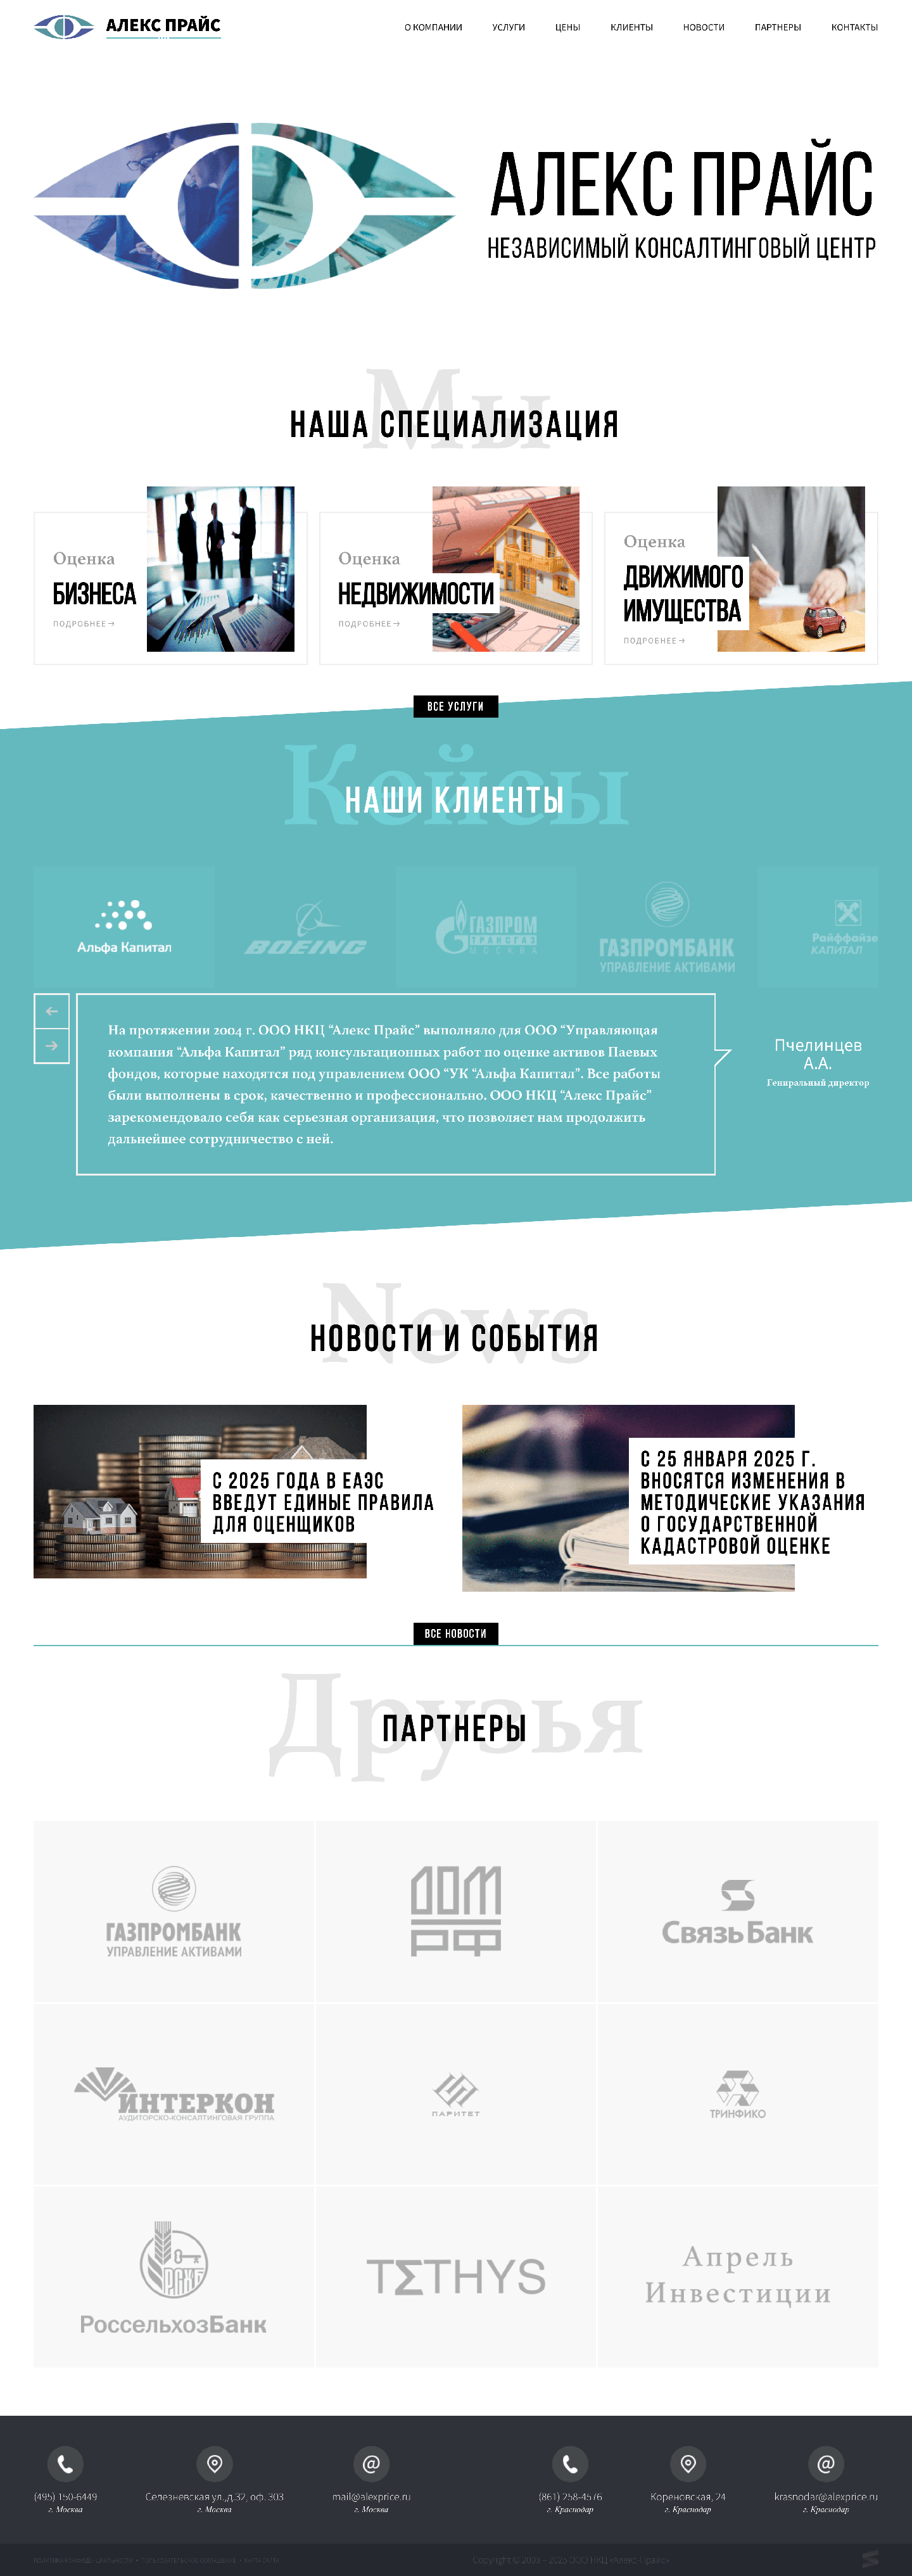 АЛЕКС ПРАЙС
О КОМПАНИИ
УСЛУГИ
ЦЕНЫ
КЛИЕНТЫ
НОВОСТИ
ПАРТНЕРЫ
КОНТАКТЫ
АЛЕКС ПРАЙС
НЕЗАВИСИМЫЙ КОНСАЛТИНГОВЫЙ ЦЕНТР
Мы
НАША СПЕЦИАЛИЗАЦИЯ
Оценка
БИЗНЕСА
ПОДРОБНЕЕ→
Оценка
НЕДВИЖИМОСТИ
ПОДРОБНЕЕ→
Оценка
ДВИЖИМОГО
ИМУЩЕСТВА
ПОДРОБНЕЕ→
ВСЕ УСЛУГИ
Кейсы
НАШИ КЛИЕНТЫ
Альфа Капитал
BOEING
ГАЗПРОМ
ТРАНСГАЗ
МОСКВА
ГАЗПРОМБАНК
УПРАВЛЕНИЕ АКТИВАМИ
Райффайзе
КАПИТАЛ
На протяжении 2004 г. ООО НКЦ “Алекс Прайс” выполняло для ООО “Управляющая
компания “Альфа Капитал” ряд консультационных работ по оценке активов Паевых
фондов, которые находятся под управлением ООО “УК “Альфа Капитал”. Все работы
были выполнены в срок, качественно и профессионально. ООО НКЦ “Алекс Прайс”
зарекомендовало себя как серьезная организация, что позволяет нам продолжить
дальнейшее сотрудничество с ней.
Пчелинцев
А.А.
Гениральный директор
News
НОВОСТИ И СОБЫТИЯ
С 2025 ГОДА В ЕАЭС
ВВЕДУТ ЕДИНЫЕ ПРАВИЛА
ДЛЯ ОЦЕНЩИКОВ
С 25 ЯНВАРЯ 2025 Г.
ВНОСЯТСЯ ИЗМЕНЕНИЯ В
МЕТОДИЧЕСКИЕ УКАЗАНИЯ
О ГОСУДАРСТВЕННОЙ
КАДАСТРОВОЙ ОЦЕНКЕ
ВСЕ НОВОСТИ
Друзья
ПАРТНЕРЫ
ГАЗПРОМБАНК
УПРАВЛЕНИЕ АКТИВАМИ
ДОМ
РФ
Связь Банк
ИНТЕРКОН
АУДИТОРСКО-КОНСАЛТИНГОВАЯ ГРУППА
ПАРИТЕТ
ТРИНФИКО
РоссельхозБанк
TΣTHYS
Апрель
Инвестиции
(495) 150-6449
г. Москва
Селезневская ул.,д.32, оф. 303
г. Москва
mail@alexprice.ru
г. Москва
(861) 258-4576
г. Краснодар
Кореновская, 24
г. Краснодар
krasnodar@alexprice.ru
г. Краснодар
Copyright © 2003 – 2025 ООО НКЦ «Алекс-Прайс»